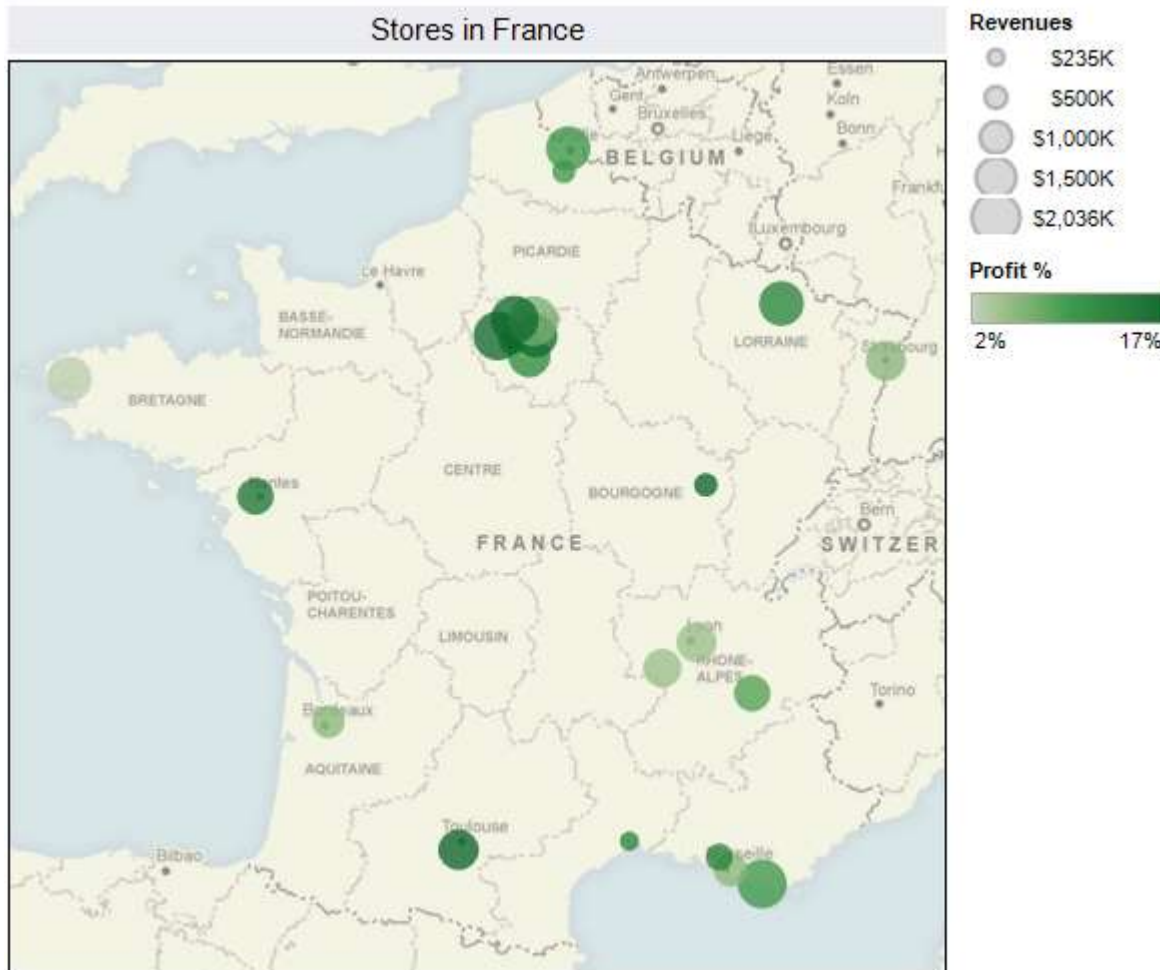 Stores in France
Revenues
$235K
$500K
$1,000K
$1,500K
$2,036K
Profit %
2%
17%
Antwerpen
Gent
Bruxelles
Essen
Koln
Bonn
Liege
BELGIUM
Luxembourg
PICARDIE
Le Havre
BASSE-
NORMANDIE
LORRAINE
BRETAGNE
CENTRE
BOURGOGNE
Bern
FRANCE
SWITZER
POITOU-
CHARENTES
LIMOUSIN
RHONE-
ALPES
Torino
Bordeaux
AQUITAINE
Toulouse
Bilbao